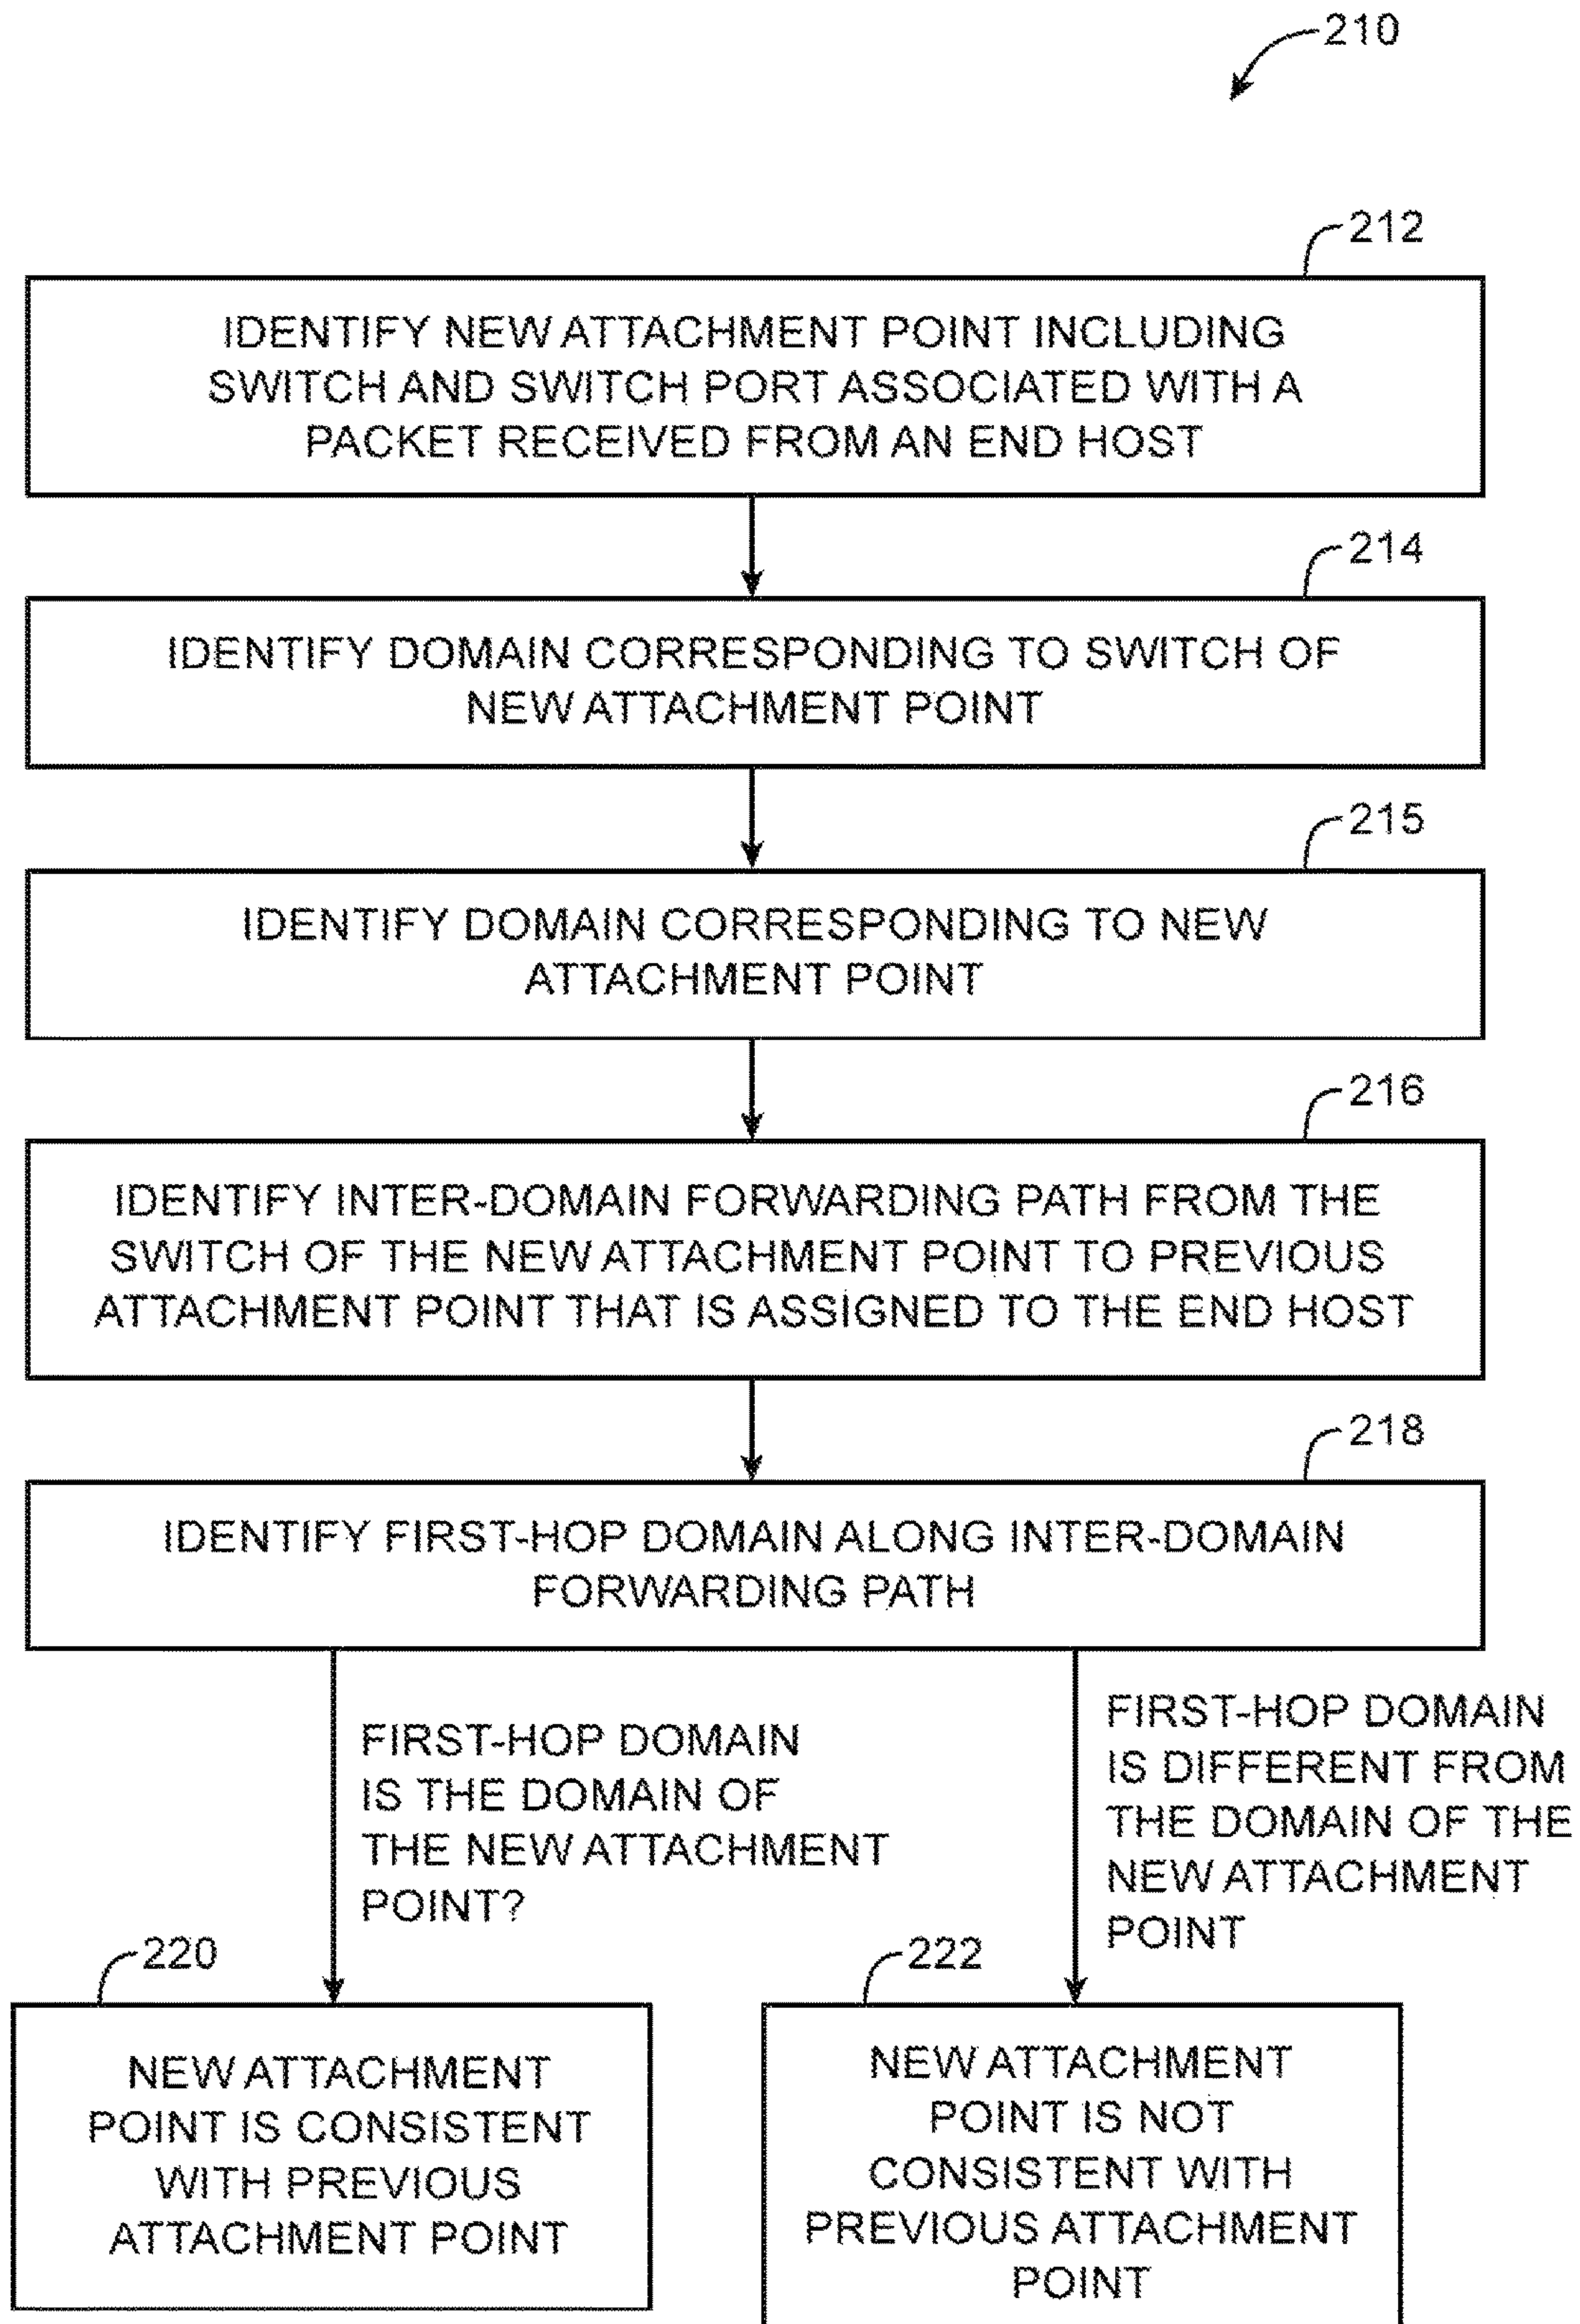 210
212
IDENTIFY NEW ATTACHMENT POINT INCLUDING
SWITCH AND SWITCH PORT ASSOCIATED WITH A
PACKET RECEIVED FROM AN END HOST
214
IDENTIFY DOMAIN CORRESPONDING TO SWITCH OF
NEW ATTACHMENT POINT
215
IDENTIFY DOMAIN CORRESPONDING TO NEW
ATTACHMENT POINT
216
IDENTIFY INTER-DOMAIN FORWARDING PATH FROM THE
SWITCH OF THE NEW ATTACHMENT POINT TO PREVIOUS
ATTACHMENT POINT THAT IS ASSIGNED TO THE END HOST
218
IDENTIFY FIRST-HOP DOMAIN ALONG INTER-DOMAIN
FORWARDING PATH
FIRST-HOP DOMAIN
IS THE DOMAIN OF
THE NEW ATTACHMENT
POINT?
FIRST-HOP DOMAIN
IS DIFFERENT FROM
THE DOMAIN OF THE
NEW ATTACHMENT
POINT
220
NEW ATTACHMENT
POINT IS CONSISTENT
WITH PREVIOUS
ATTACHMENT POINT
222
NEW ATTACHMENT
POINT IS NOT
CONSISTENT WITH
PREVIOUS ATTACHMENT
POINT